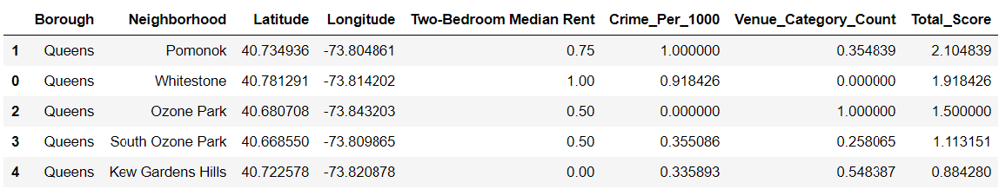 Borough Neighborhood Latitude Longitude Two-Bedroom Median Rent Crime_Per_1000 Venue_Category_Count Total_Score
1 Queens Pomonok 40.734936 -73.804861 0.75 1.000000 0.354839 2.104839
0 Queens Whitestone 40.781291 -73.814202 1.00 0.918426 0.000000 1.918426
2 Queens Ozone Park 40.680708 -73.843203 0.50 0.000000 1.000000 1.500000
3 Queens South Ozone Park 40.668550 -73.809865 0.50 0.355086 0.258065 1.113151
4 Queens Kew Gardens Hills 40.722578 -73.820878 0.00 0.335893 0.548387 0.884280